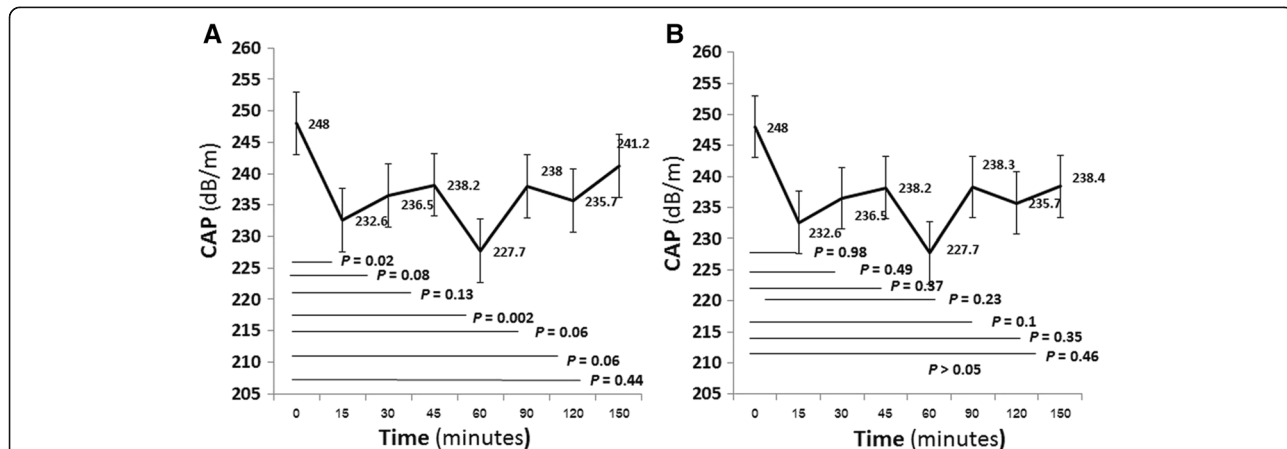 A
CAP (dB/m)
260
255
250
245
240
235
230
225
220
215
210
205
248
232.6
236.5
238.2
227.7
238
235.7
241.2
P = 0.02
P = 0.08
P = 0.13
P = 0.002
P = 0.06
P = 0.06
P = 0.44
0 15 30 45 60 90 120 150
Time (minutes)
B
CAP (dB/m)
260
255
250
245
240
235
230
225
220
215
210
205
248
232.6
236.5
238.2
227.7
238.3
235.7
238.4
P = 0.98
P = 0.49
P = 0.37
P = 0.23
P = 0.1
P = 0.35
P = 0.46
P > 0.05
0 15 30 45 60 90 120 150
Time (minutes)